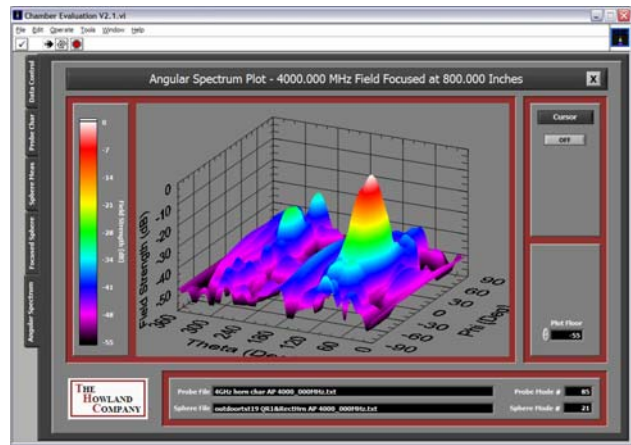 Chamber Evaluation V2.1.vi
File Edit Operate Tools Window Help
Angular Spectrum Plot - 4000.000 MHz Field Focused at 800.000 Inches
X
Data Control
Probe Char
Sphere Meas
Focused Sphere
Angular Spectrum
0
-7
-14
-21
-28
-34
-41
-48
-55
Field Strength [dB]
0
-10
-20
-30
-40
-50
Field Strength (dB)
360
300
240
180
120
60
0
Theta (De
90
60
30
0
-30
-60
-90
Phi (Deg)
Cursor
OFF
Plot Floor
-55
THE
HOWLAND
COMPANY
Probe File 4GHz horn char AP 4000_000MHz.txt Probe Mode # 65
Sphere File outdoortst19 QR1&RectHrn AP 4000_000MHz.txt Sphere Mode # 21